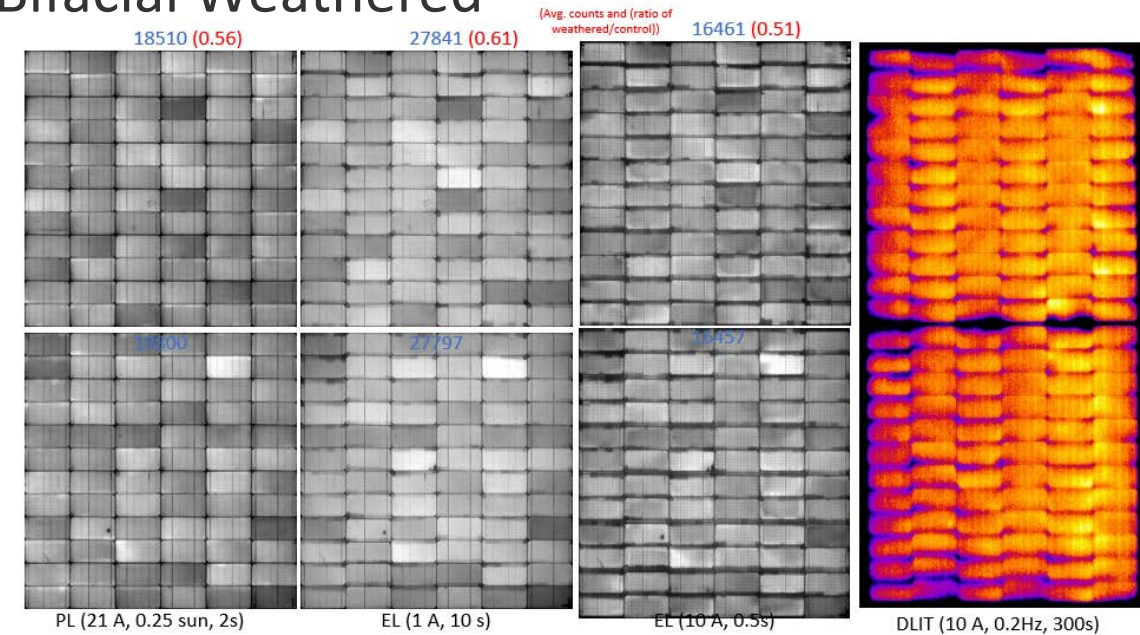 Bifacial Weathered
(Avg. counts and (ratio of
weathered/control))
18510 (0.56)
27841 (0.61)
16461 (0.51)
27797
16457
PL (21 A, 0.25 sun, 2s)
EL (1 A, 10 s)
EL (10 A, 0.5s)
DLIT (10 A, 0.2Hz, 300s)